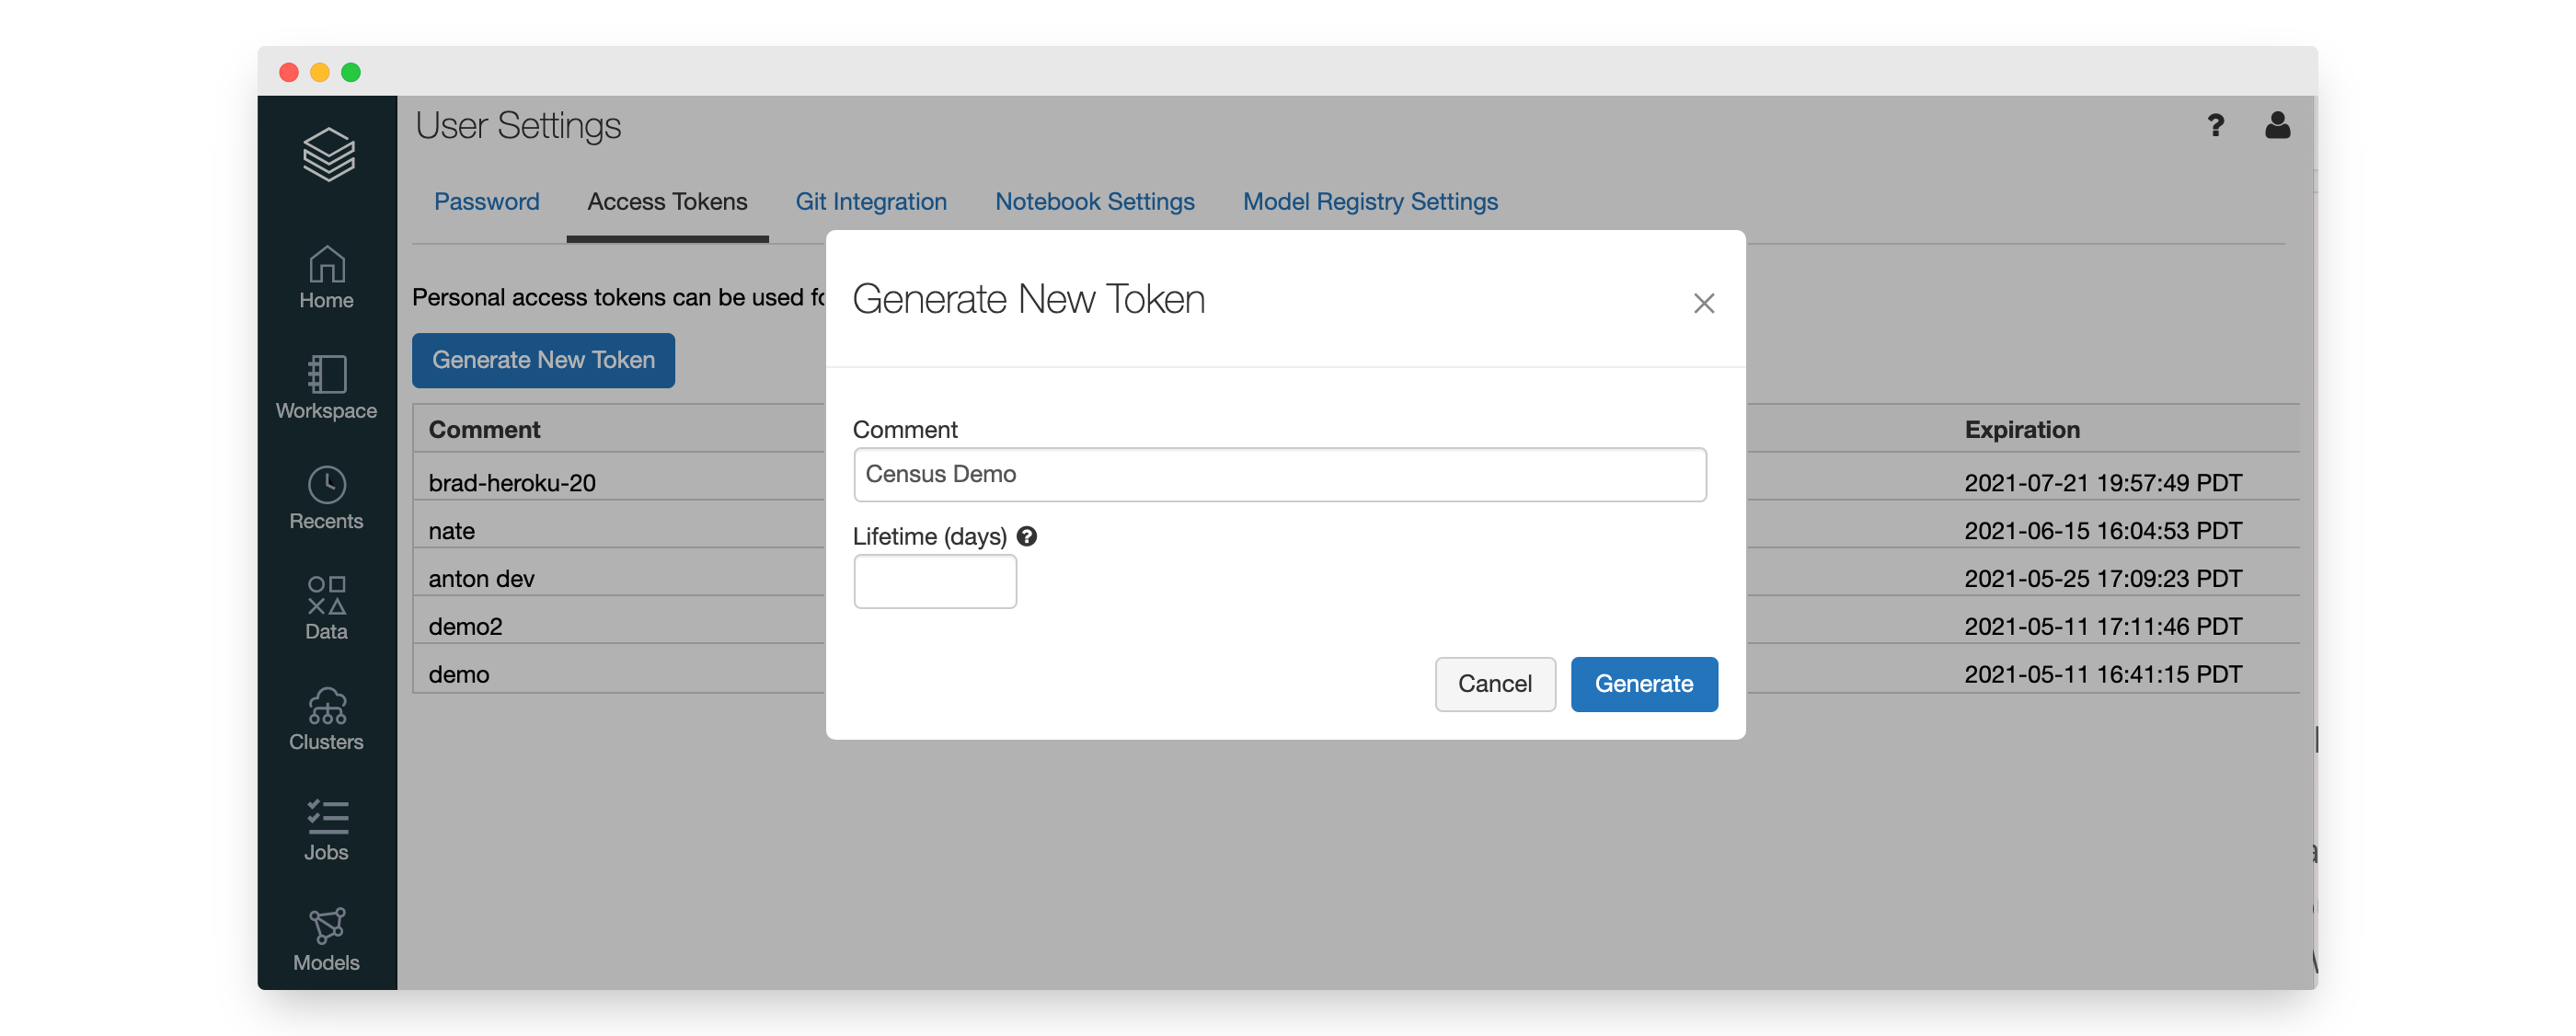 User Settings
?
Password Access Tokens Git Integration Notebook Settings Model Registry Settings
Home
Workspace
Recents
Data
Clusters
Jobs
Models
Personal access tokens can be used
Generate New Token
Comment Expiration
brad-heroku-20 2021-07-21 19:57:49 PDT
nate 2021-06-15 16:04:53 PDT
anton dev 2021-05-25 17:09:23 PDT
demo2 2021-05-11 17:11:46 PDT
demo 2021-05-11 16:41:15 PDT
Generate New Token
Comment
Census Demo
Lifetime (days) ?
Cancel Generate